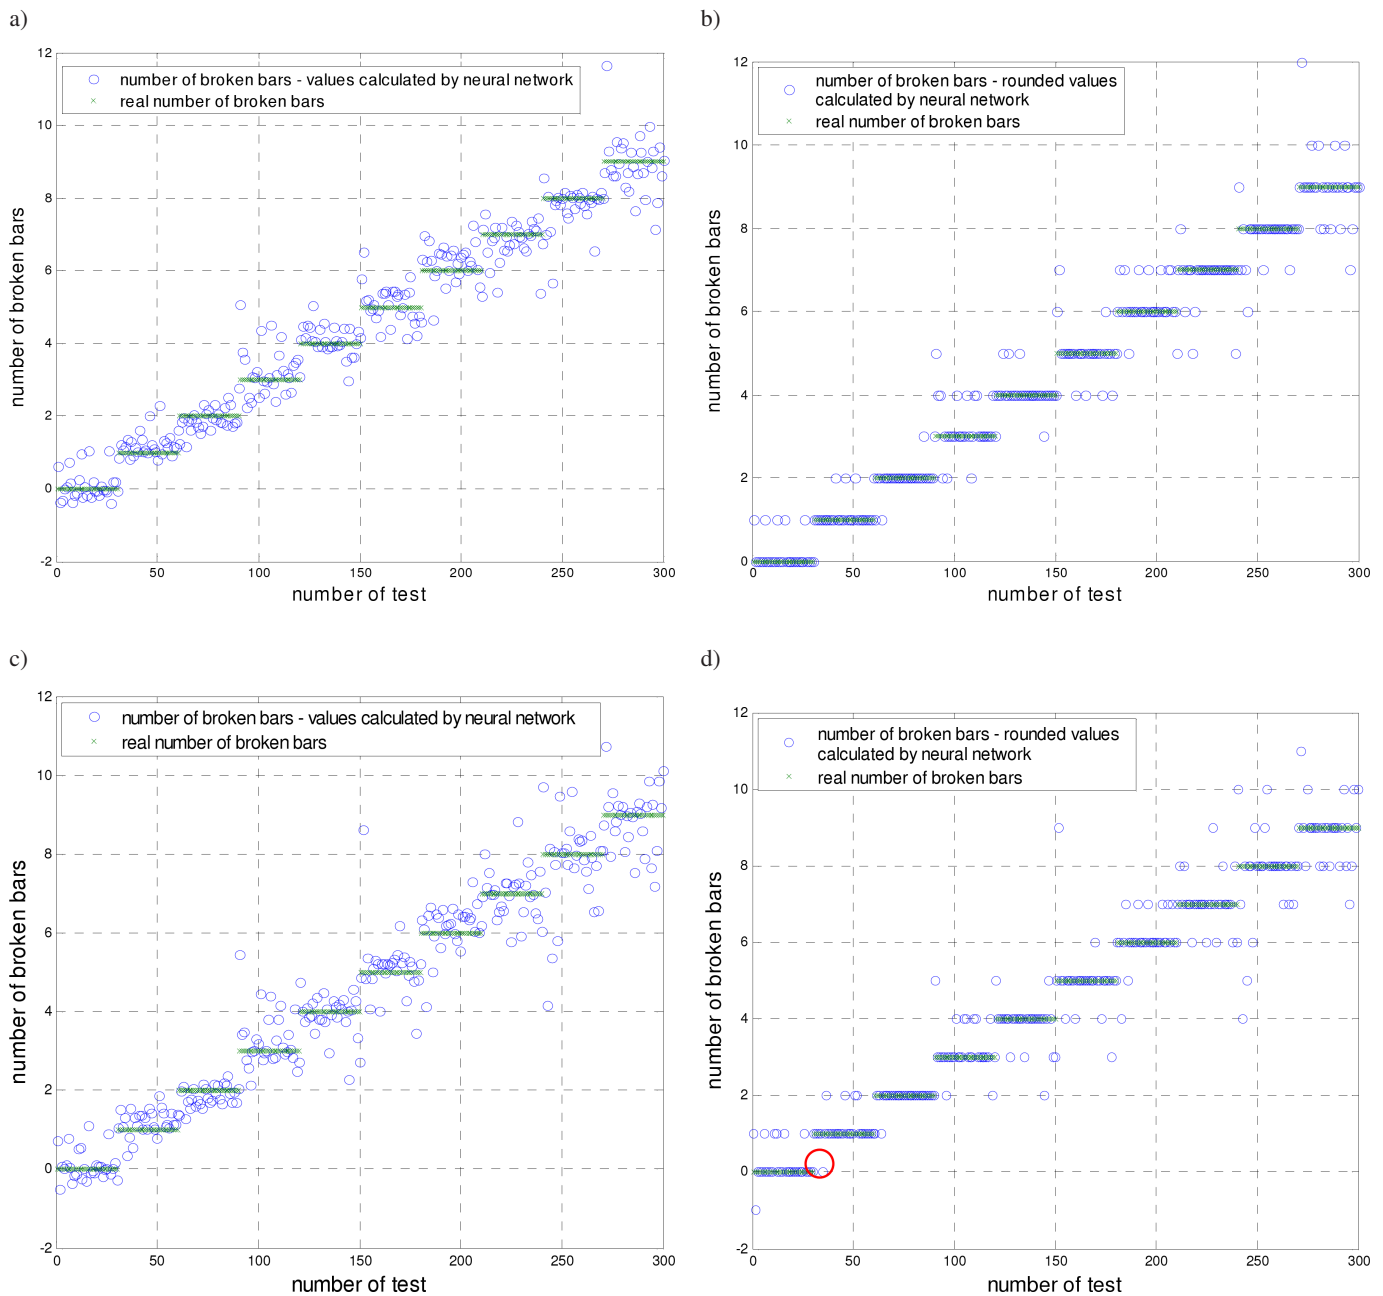 a)
12
10
8
6
4
2
0
-2
0 50 100 150 200 250 300
number of broken bars
number of test
number of broken bars - values calculated by neural network
real number of broken bars
b)
12
10
8
6
4
2
0
0 50 100 150 200 250 300
number of broken bars
number of test
number of broken bars - rounded values
calculated by neural network
real number of broken bars
c)
12
10
8
6
4
2
0
-2
0 50 100 150 200 250 300
number of broken bars
number of test
number of broken bars - values calculated by neural network
real number of broken bars
d)
12
10
8
6
4
2
0
-2
0 50 100 150 200 250 300
number of broken bars
number of test
number of broken bars - rounded values
calculated by neural network
real number of broken bars